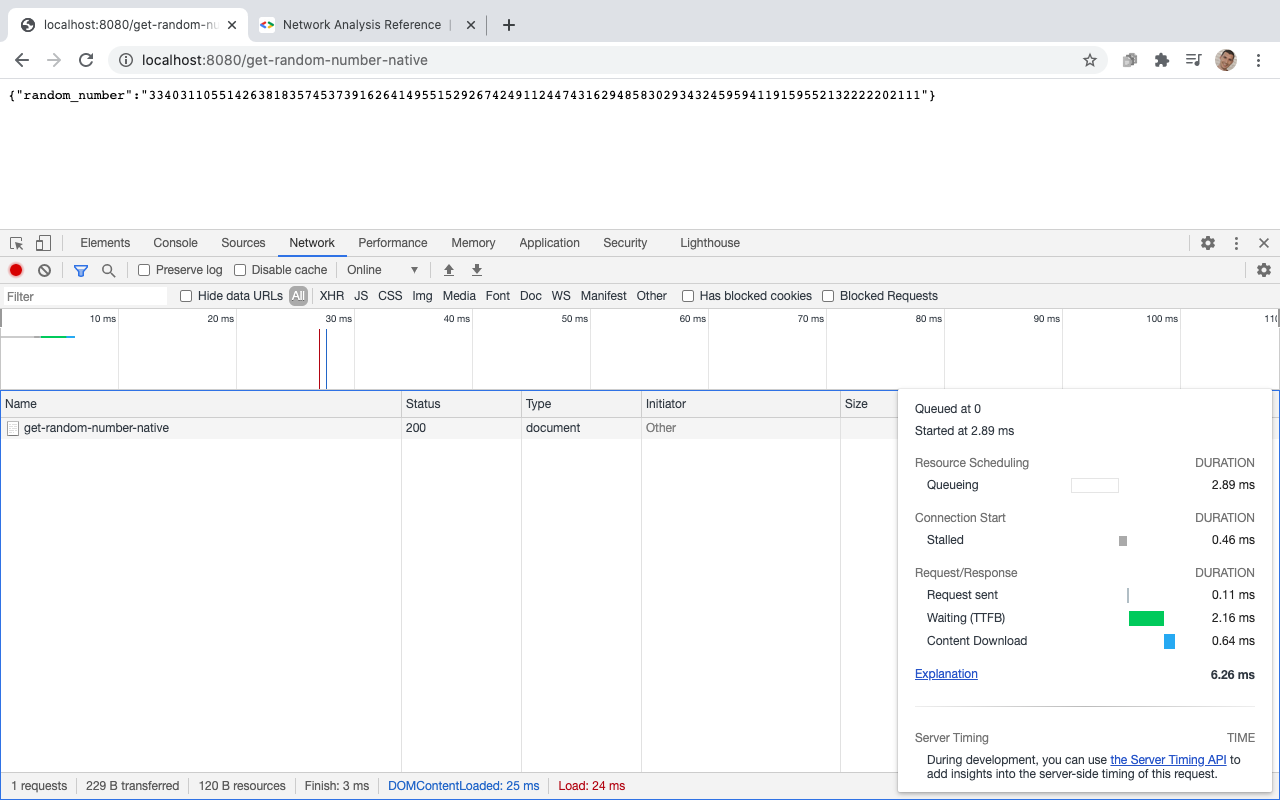 localhost:8080/get-random-nu
Network Analysis Reference |
localhost:8080/get-random-number-native
{"random_number":"334031105514263818357453739162641495515292674249112447431629485830293432459594119159552132222202111"}
Elements Console Sources Network Performance Memory Application Security Lighthouse
Preserve log Disable cache Online
Filter Hide data URLs All XHR JS CSS Img Media Font Doc WS Manifest Other Has blocked cookies Blocked Requests
10 ms 20 ms 30 ms 40 ms 50 ms 60 ms 70 ms 80 ms 90 ms 100 ms 110
Name Status Type Initiator Size
get-random-number-native 200 document Other
Queued at 0
Started at 2.89 ms
Resource Scheduling DURATION
Queueing 2.89 ms
Connection Start DURATION
Stalled 0.46 ms
Request/Response DURATION
Request sent 0.11 ms
Waiting (TTFB) 2.16 ms
Content Download 0.64 ms
Explanation 6.26 ms
Server Timing TIME
During development, you can use the Server Timing API to
add insights into the server-side timing of this request.
1 requests 229 B transferred 120 B resources Finish: 3 ms DOMContentLoaded: 25 ms Load: 24 ms